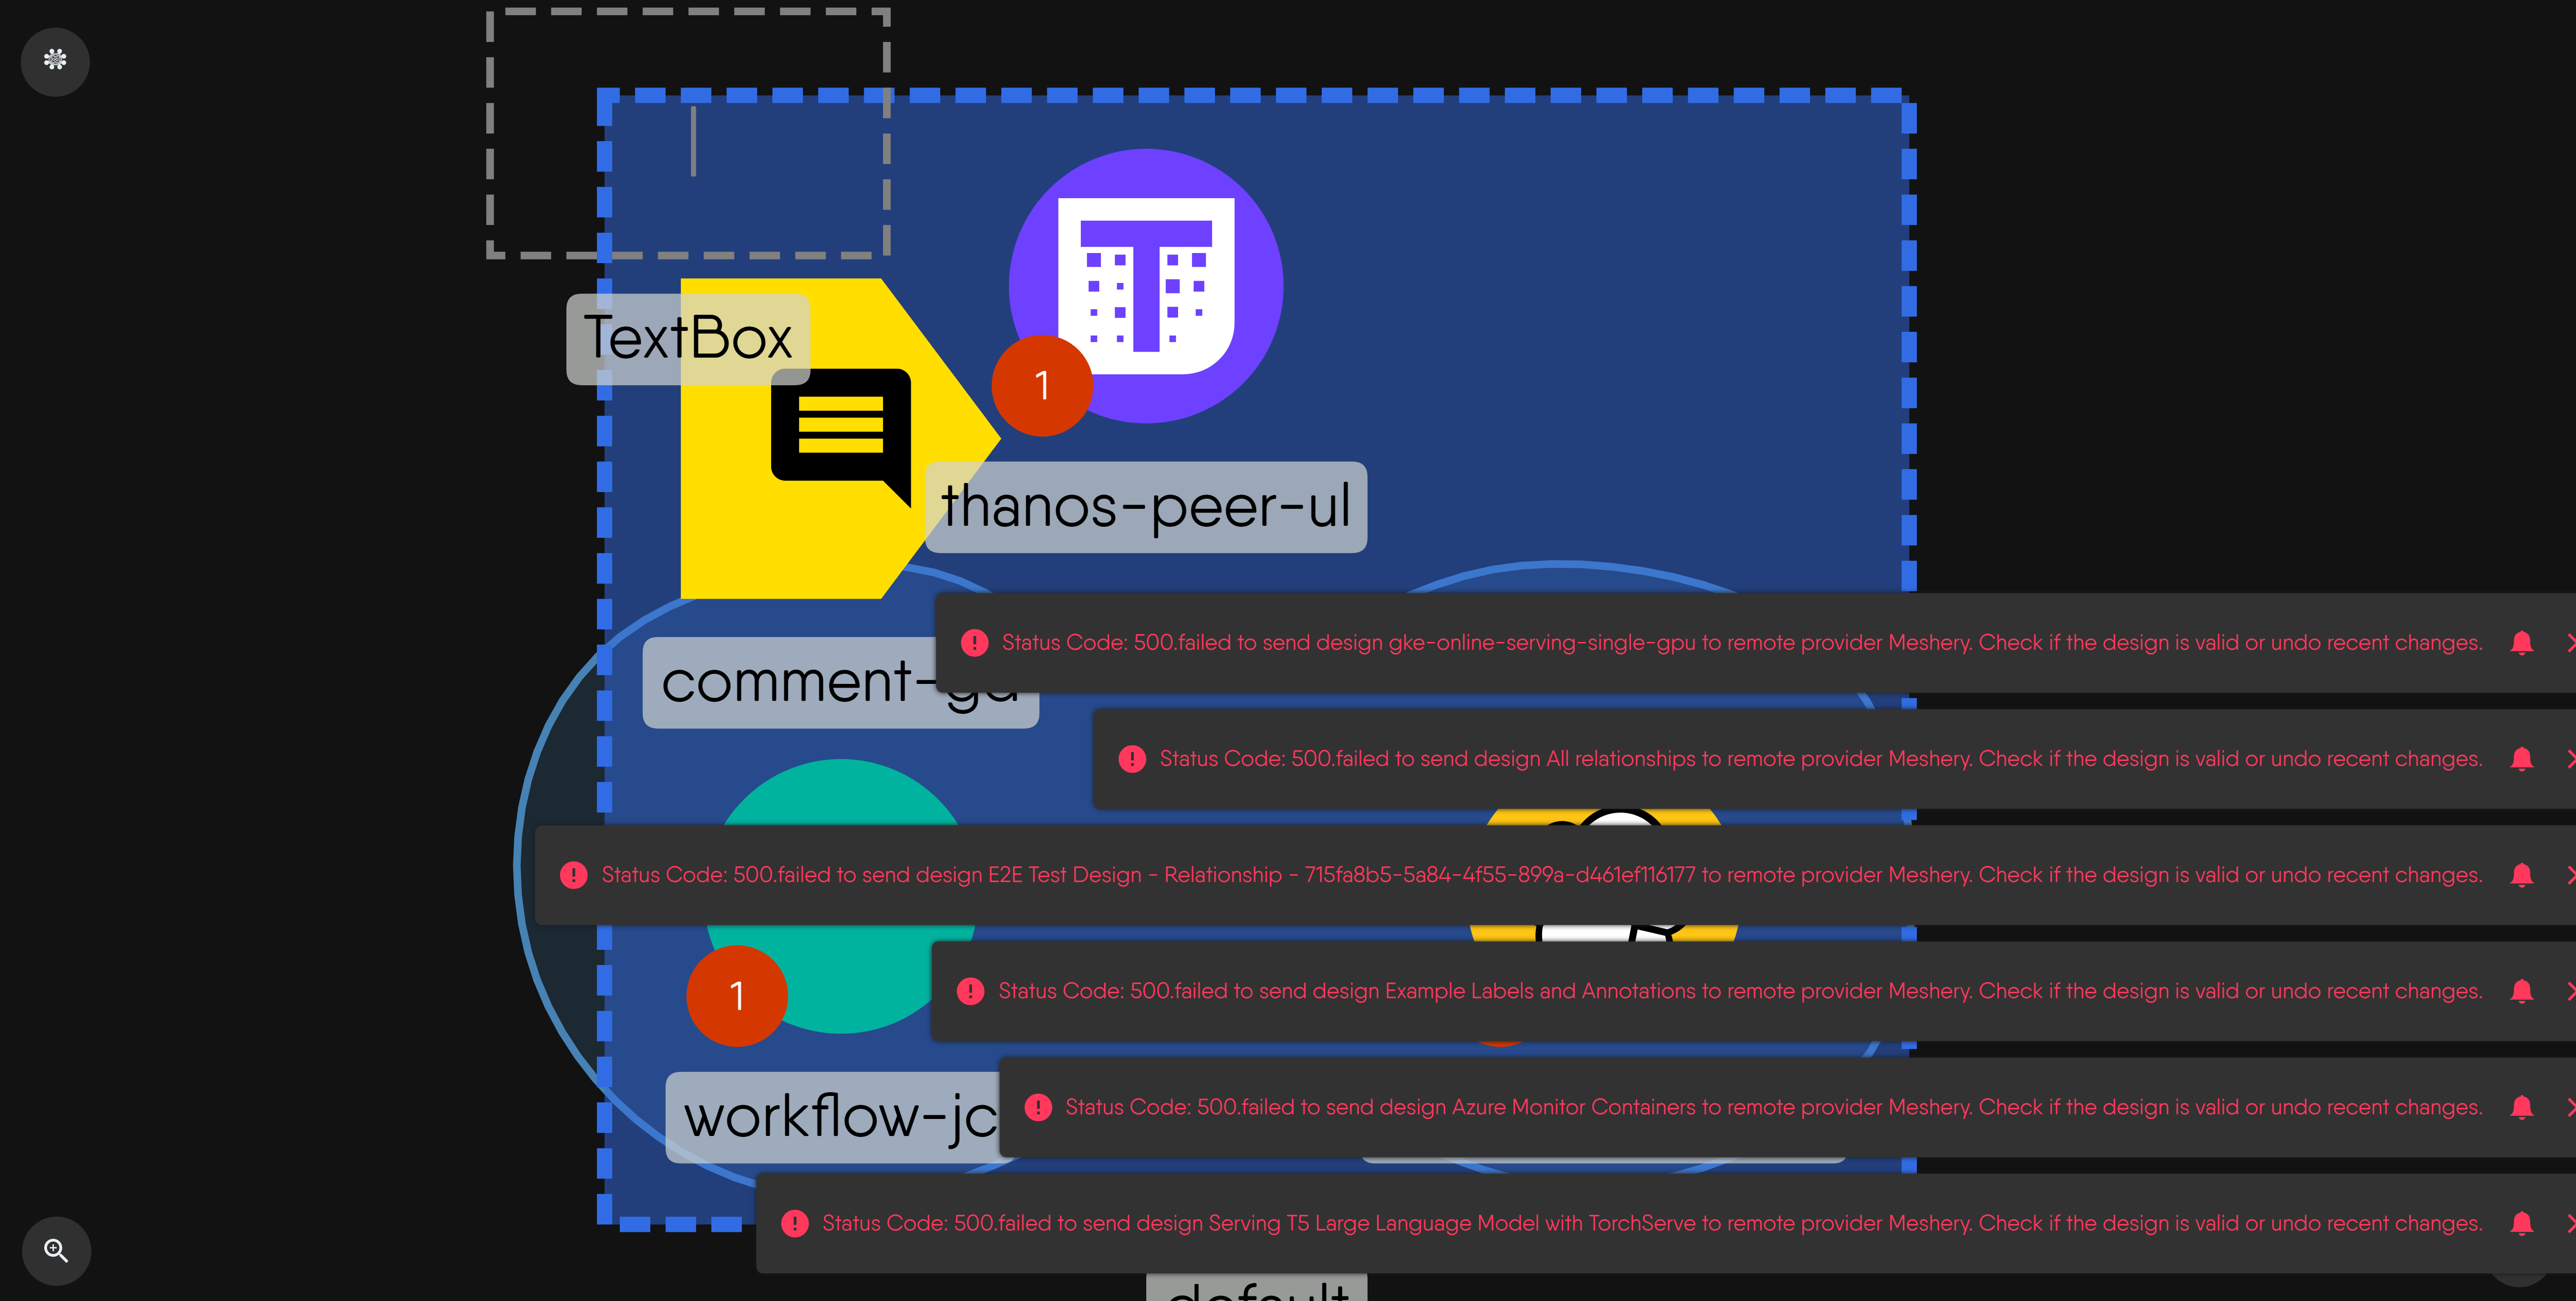 TextBox
1
thanos-peer-ul
Status Code: 500.failed to send design gke-online-serving-single-gpu to remote provider Meshery. Check if the design is valid or undo recent changes.
comment-gd
Status Code: 500.failed to send design All relationships to remote provider Meshery. Check if the design is valid or undo recent changes.
Status Code: 500.failed to send design E2E Test Design - Relationship - 715fa8b5-5a84-4f55-899a-d461ef116177 to remote provider Meshery. Check if the design is valid or undo recent changes.
1
Status Code: 500.failed to send design Example Labels and Annotations to remote provider Meshery. Check if the design is valid or undo recent changes.
workflow-jc
Status Code: 500.failed to send design Azure Monitor Containers to remote provider Meshery. Check if the design is valid or undo recent changes.
Status Code: 500.failed to send design Serving T5 Large Language Model with TorchServe to remote provider Meshery. Check if the design is valid or undo recent changes.
default